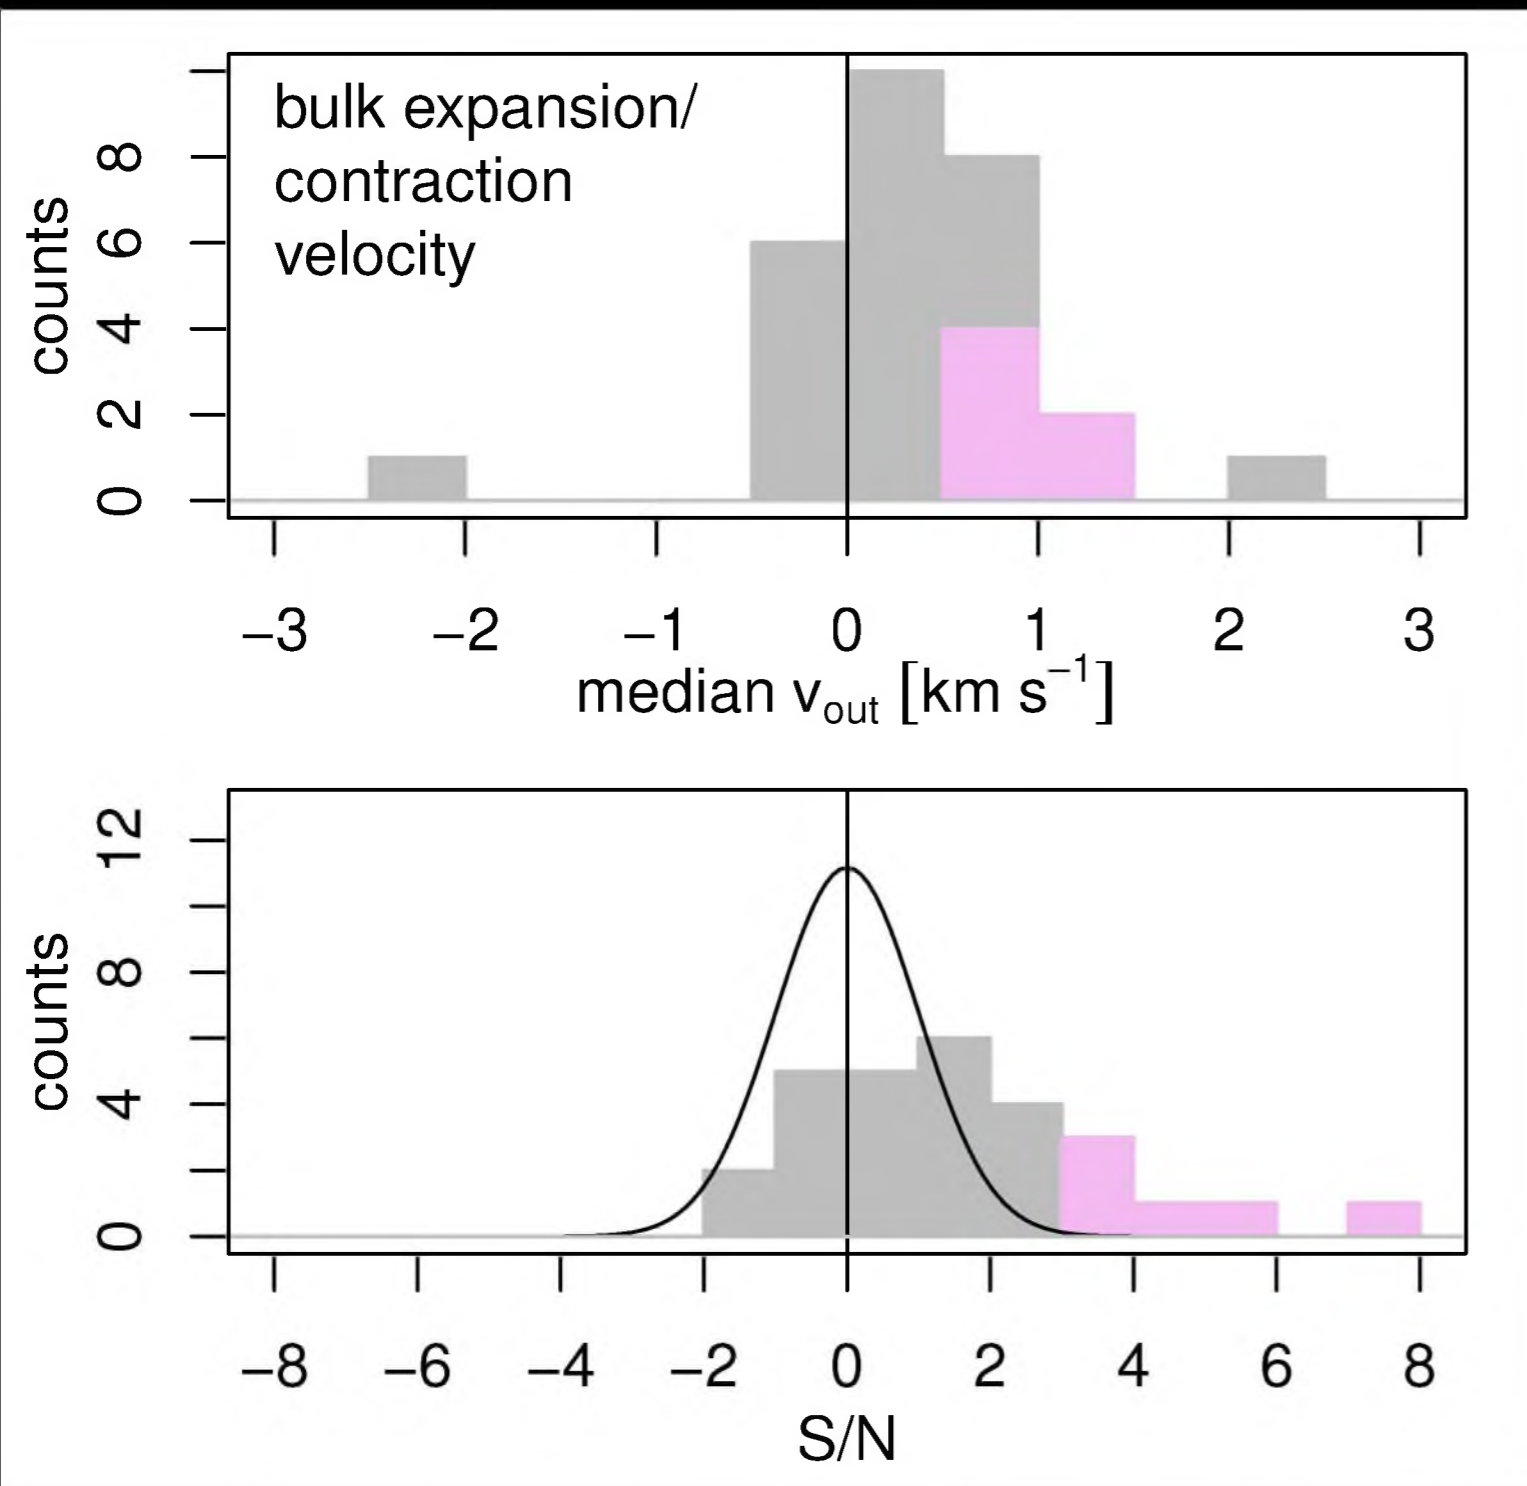 bulk expansion/
contraction
velocity
counts
8
6
4
2
0
−3 −2 −1 0 1 2 3
median v_out [km s⁻¹]
counts
12
8
4
0
−8 −6 −4 −2 0 2 4 6 8
S/N